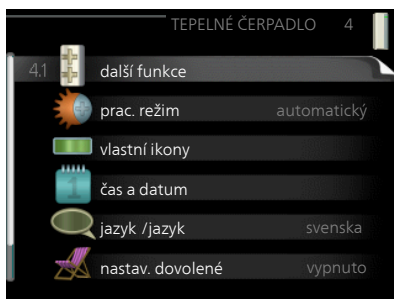 TEPELNÉ ČERPADLO 4
4.1 další funkce
prac. režim automatický
vlastní ikony
čas a datum
jazyk /jazyk svenska
nastav. dovolené vypnuto